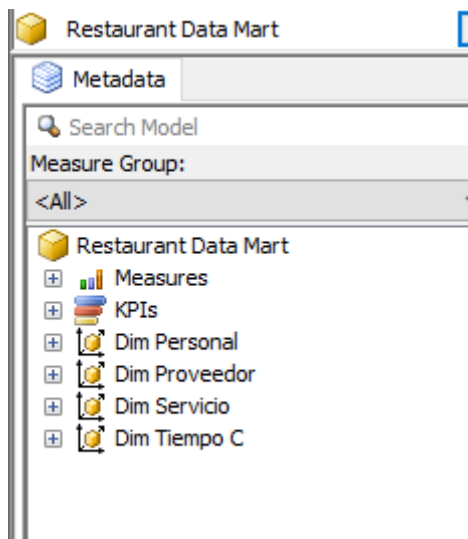 Restaurant Data Mart
Metadata
Search Model
Measure Group:
<All>
Restaurant Data Mart
Measures
KPIs
Dim Personal
Dim Proveedor
Dim Servicio
Dim Tiempo C